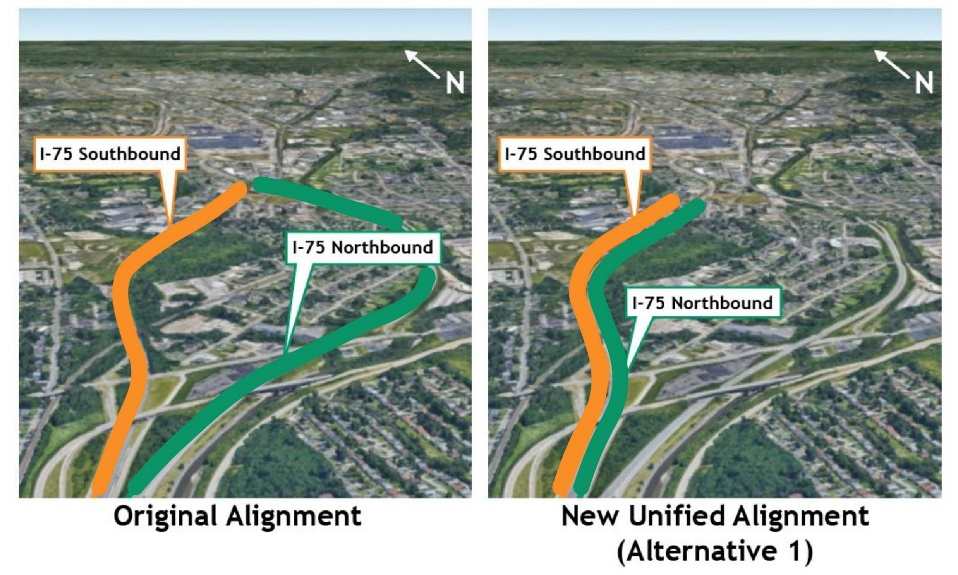 N
I-75 Southbound
I-75 Northbound
Original Alignment
N
I-75 Southbound
I-75 Northbound
New Unified Alignment
(Alternative 1)